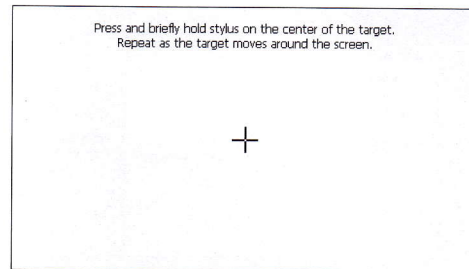 Press and briefly hold stylus on the center of the target.
Repeat as the target moves around the screen.